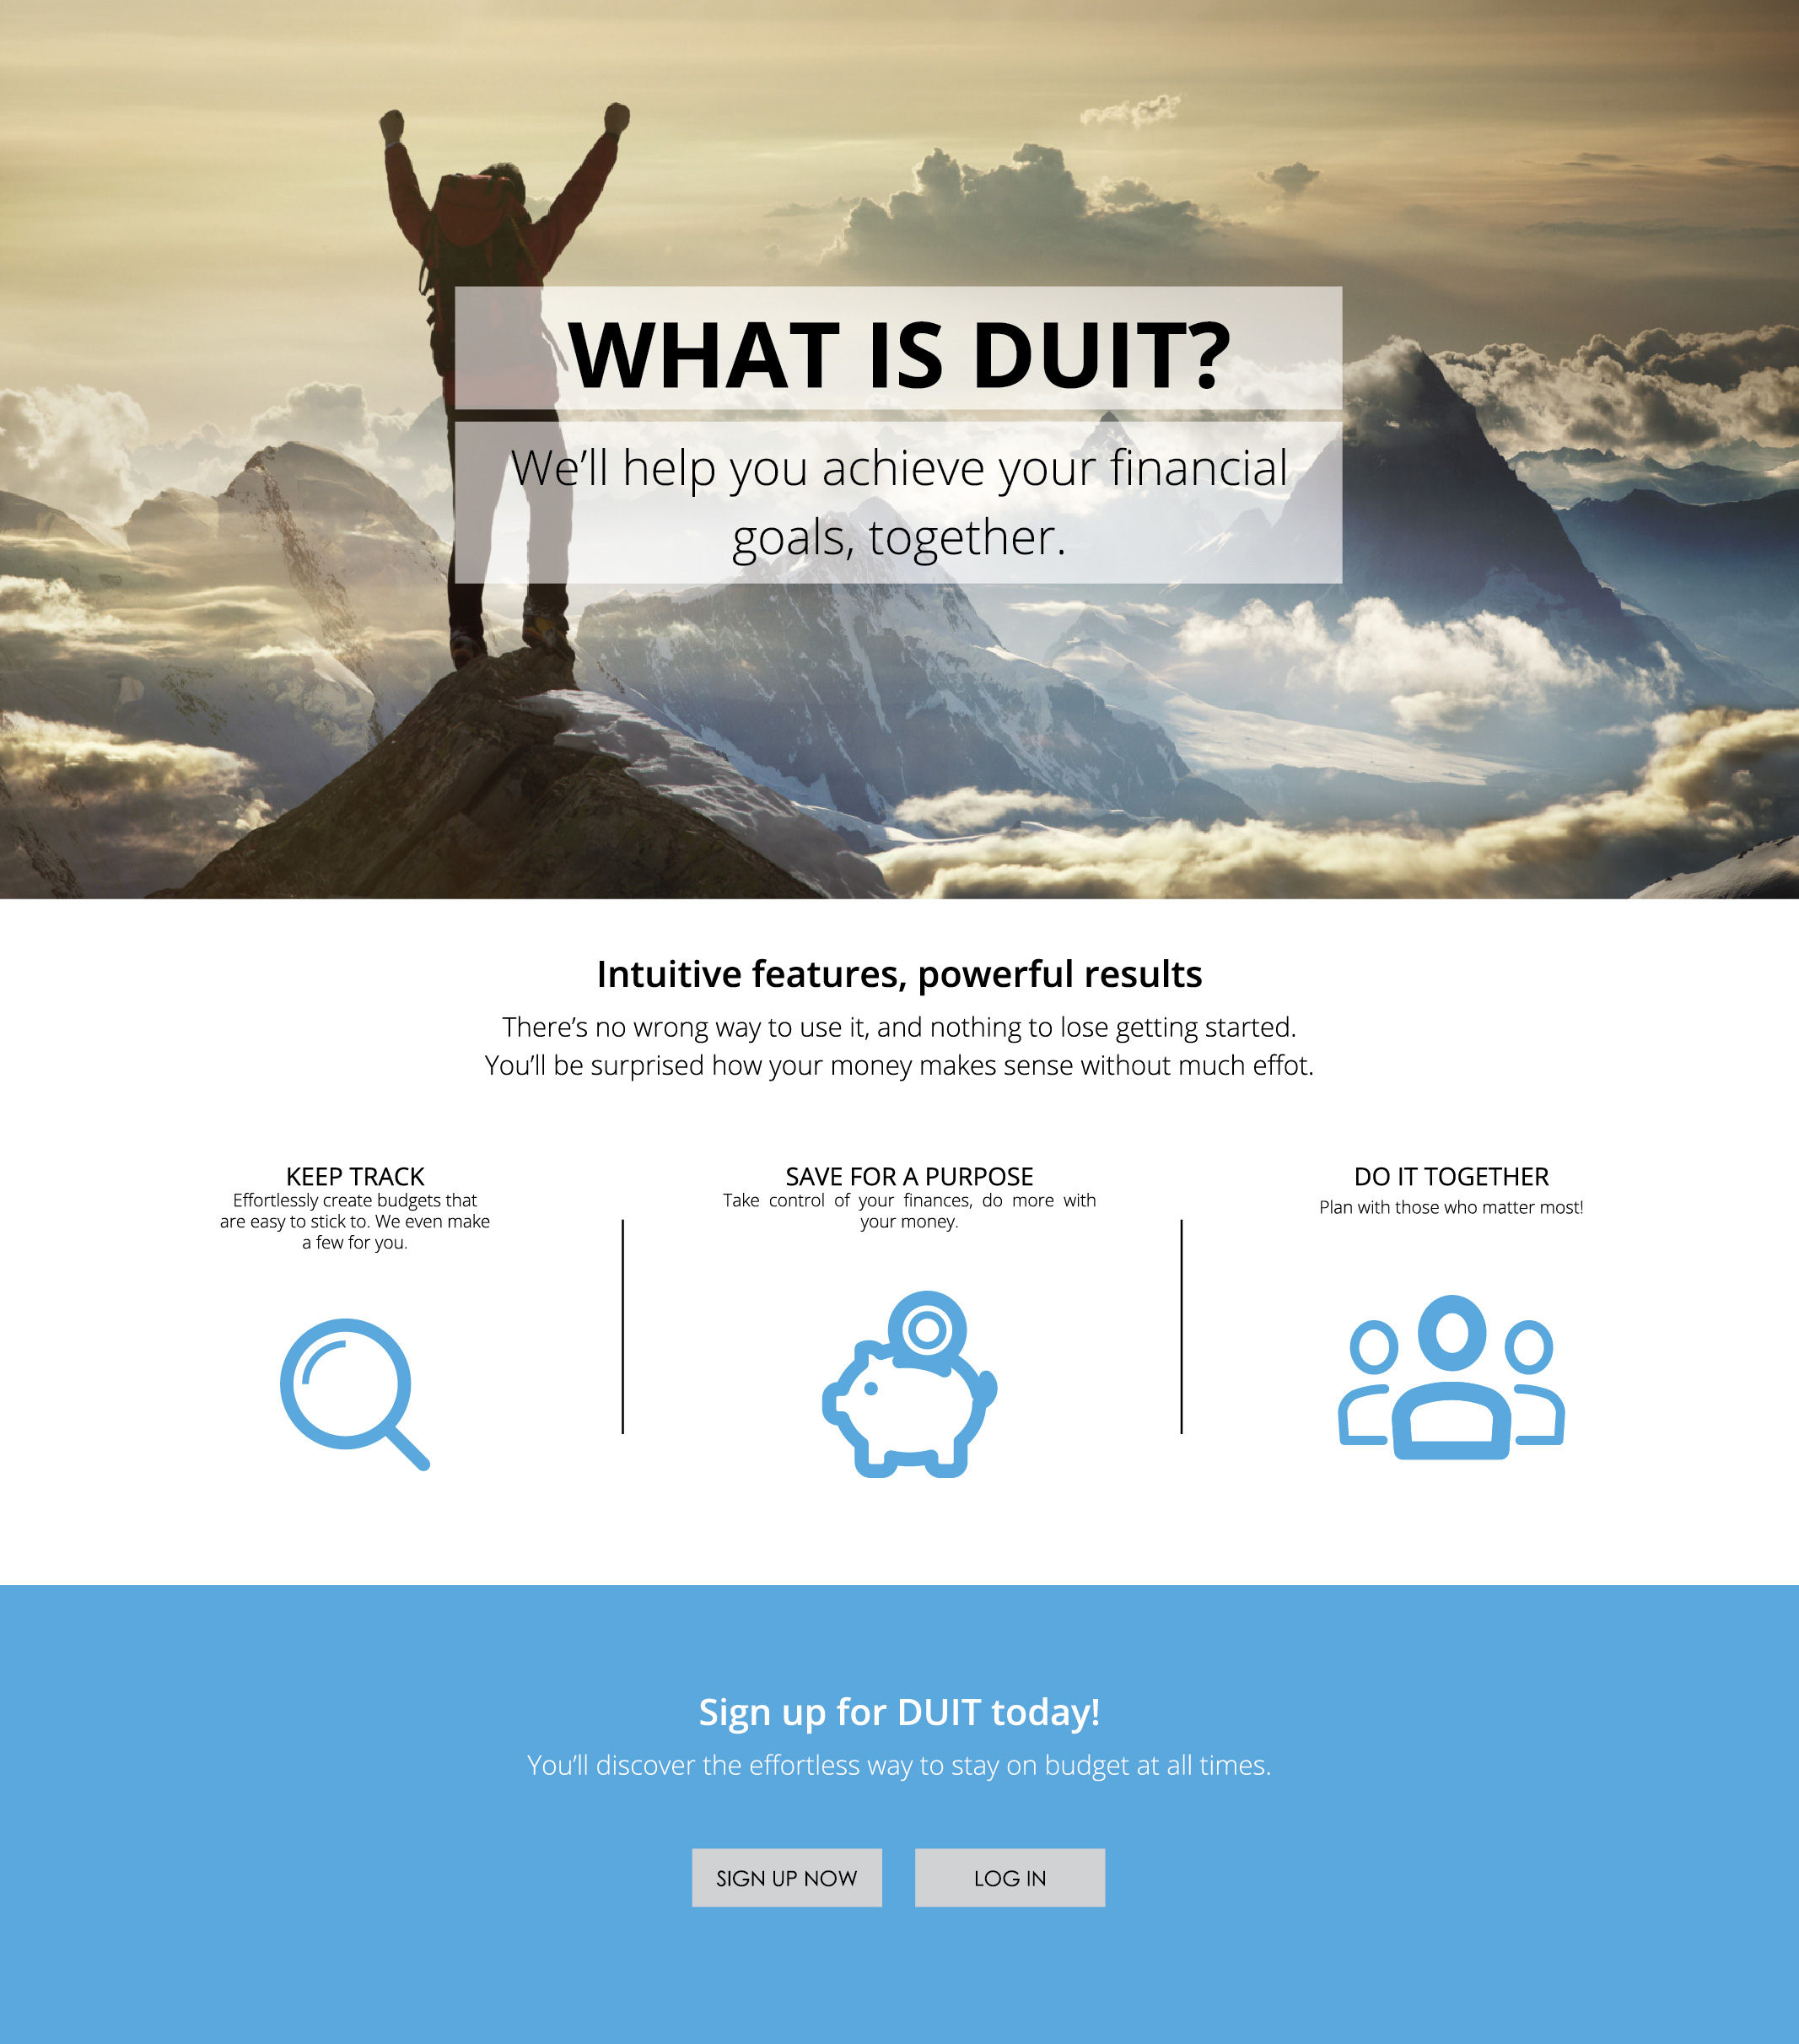 WHAT IS DUIT?
We’ll help you achieve your financial
goals, together.
Intuitive features, powerful results
There’s no wrong way to use it, and nothing to lose getting started.
You’ll be surprised how your money makes sense without much effot.
KEEP TRACK
Effortlessly create budgets that
are easy to stick to. We even make
a few for you.
SAVE FOR A PURPOSE
Take control of your finances, do more with
your money.
DO IT TOGETHER
Plan with those who matter most!
Sign up for DUIT today!
You’ll discover the effortless way to stay on budget at all times.
SIGN UP NOW
LOG IN